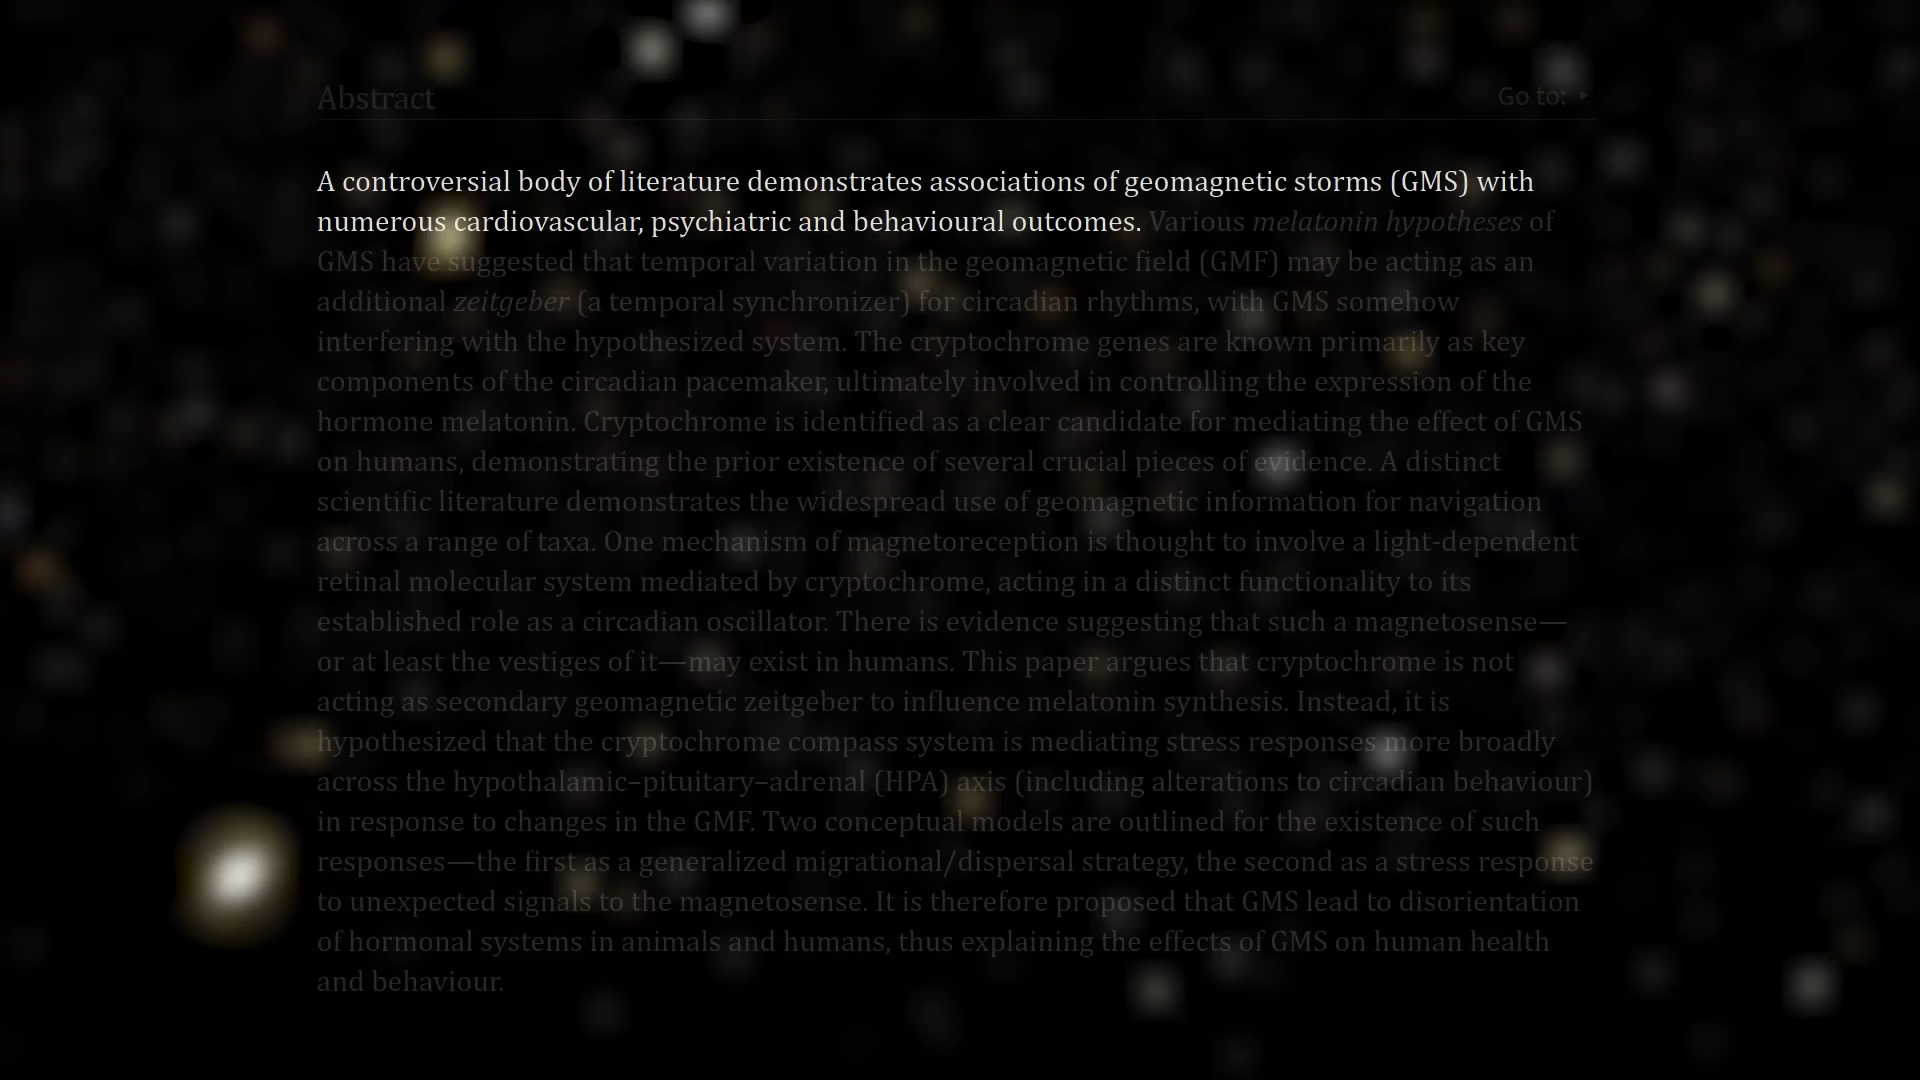 Abstract
Go to: ▸
A controversial body of literature demonstrates associations of geomagnetic storms (GMS) with
numerous cardiovascular, psychiatric and behavioural outcomes. Various melatonin hypotheses of
GMS have suggested that temporal variation in the geomagnetic field (GMF) may be acting as an
additional zeitgeber (a temporal synchronizer) for circadian rhythms, with GMS somehow
interfering with the hypothesized system. The cryptochrome genes are known primarily as key
components of the circadian pacemaker, ultimately involved in controlling the expression of the
hormone melatonin. Cryptochrome is identified as a clear candidate for mediating the effect of GMS
on humans, demonstrating the prior existence of several crucial pieces of evidence. A distinct
scientific literature demonstrates the widespread use of geomagnetic information for navigation
across a range of taxa. One mechanism of magnetoreception is thought to involve a light-dependent
retinal molecular system mediated by cryptochrome, acting in a distinct functionality to its
established role as a circadian oscillator. There is evidence suggesting that such a magnetosense—
or at least the vestiges of it—may exist in humans. This paper argues that cryptochrome is not
acting as secondary geomagnetic zeitgeber to influence melatonin synthesis. Instead, it is
hypothesized that the cryptochrome compass system is mediating stress responses more broadly
across the hypothalamic–pituitary–adrenal (HPA) axis (including alterations to circadian behaviour)
in response to changes in the GMF. Two conceptual models are outlined for the existence of such
responses—the first as a generalized migrational/dispersal strategy, the second as a stress response
to unexpected signals to the magnetosense. It is therefore proposed that GMS lead to disorientation
of hormonal systems in animals and humans, thus explaining the effects of GMS on human health
and behaviour.